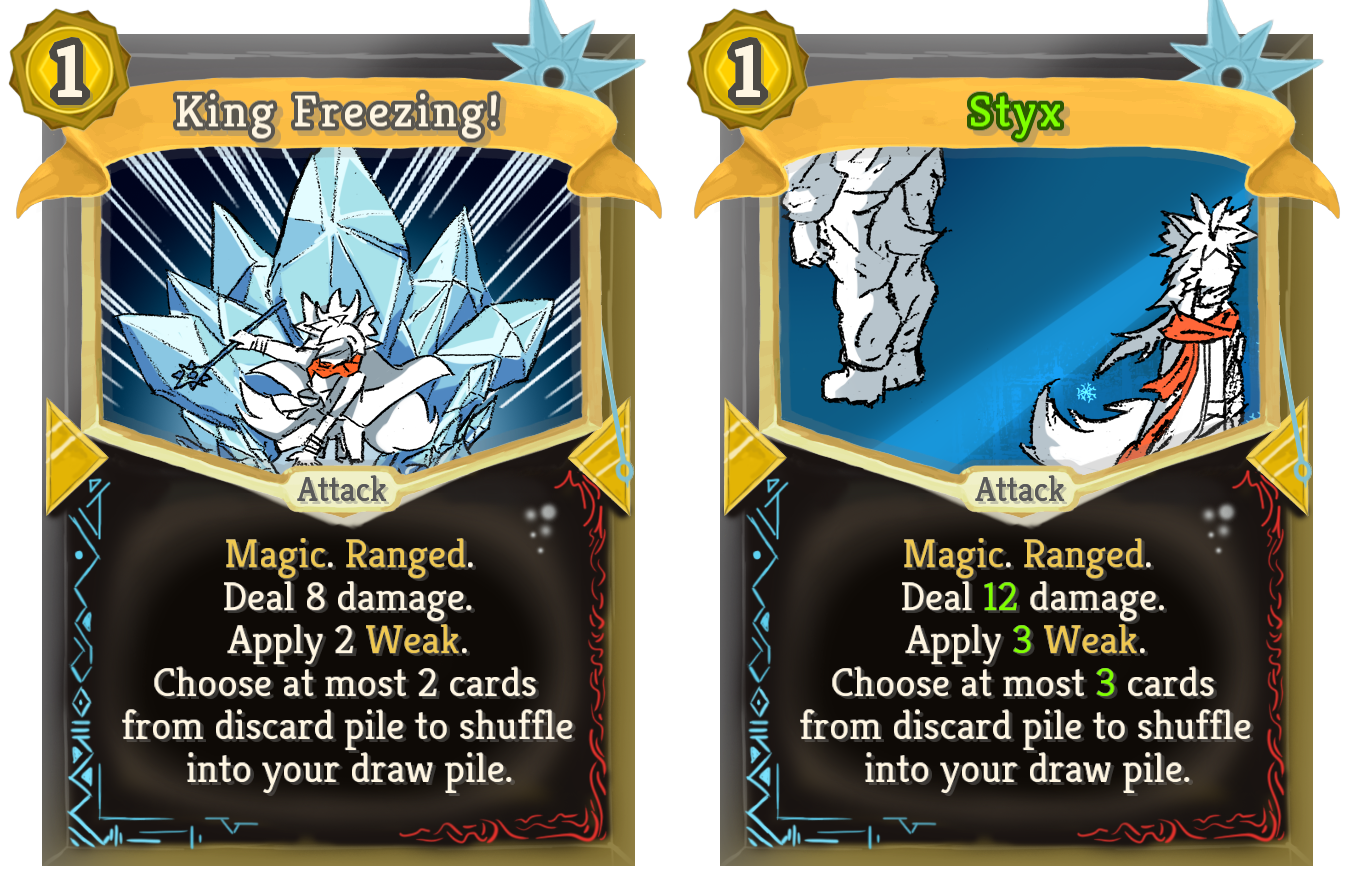 1
King Freezing!
Attack
Magic. Ranged.
Deal 8 damage.
Apply 2 Weak.
Choose at most 2 cards
from discard pile to shuffle
into your draw pile.
1
Styx
Attack
Magic. Ranged.
Deal 12 damage.
Apply 3 Weak.
Choose at most 3 cards
from discard pile to shuffle
into your draw pile.